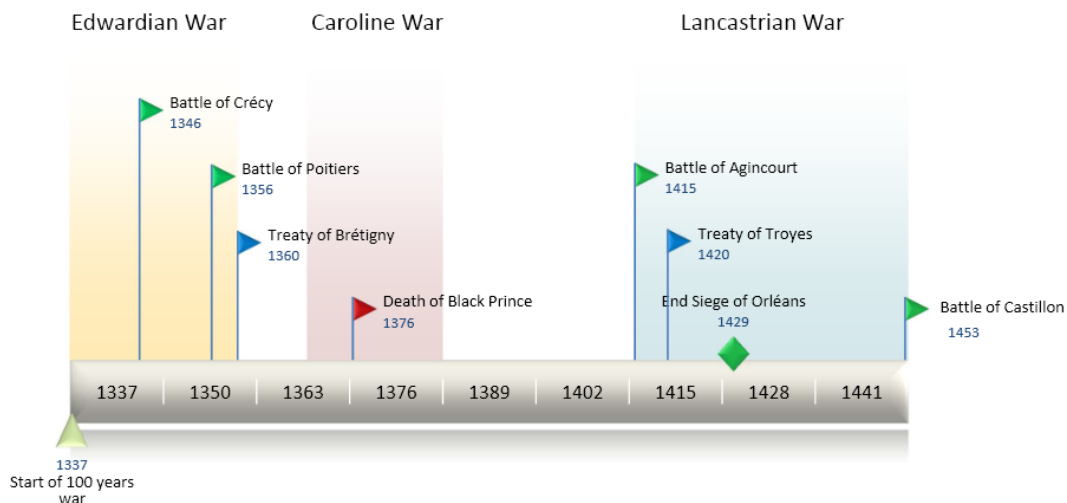 Edwardian War
Caroline War
Lancastrian War
Battle of Crécy
1346
Battle of Poitiers
1356
Treaty of Brétigny
1360
Death of Black Prince
1376
Battle of Agincourt
1415
Treaty of Troyes
1420
End Siege of Orléans
1429
Battle of Castillon
1453
1337
1350
1363
1376
1389
1402
1415
1428
1441
1337
Start of 100 years
war